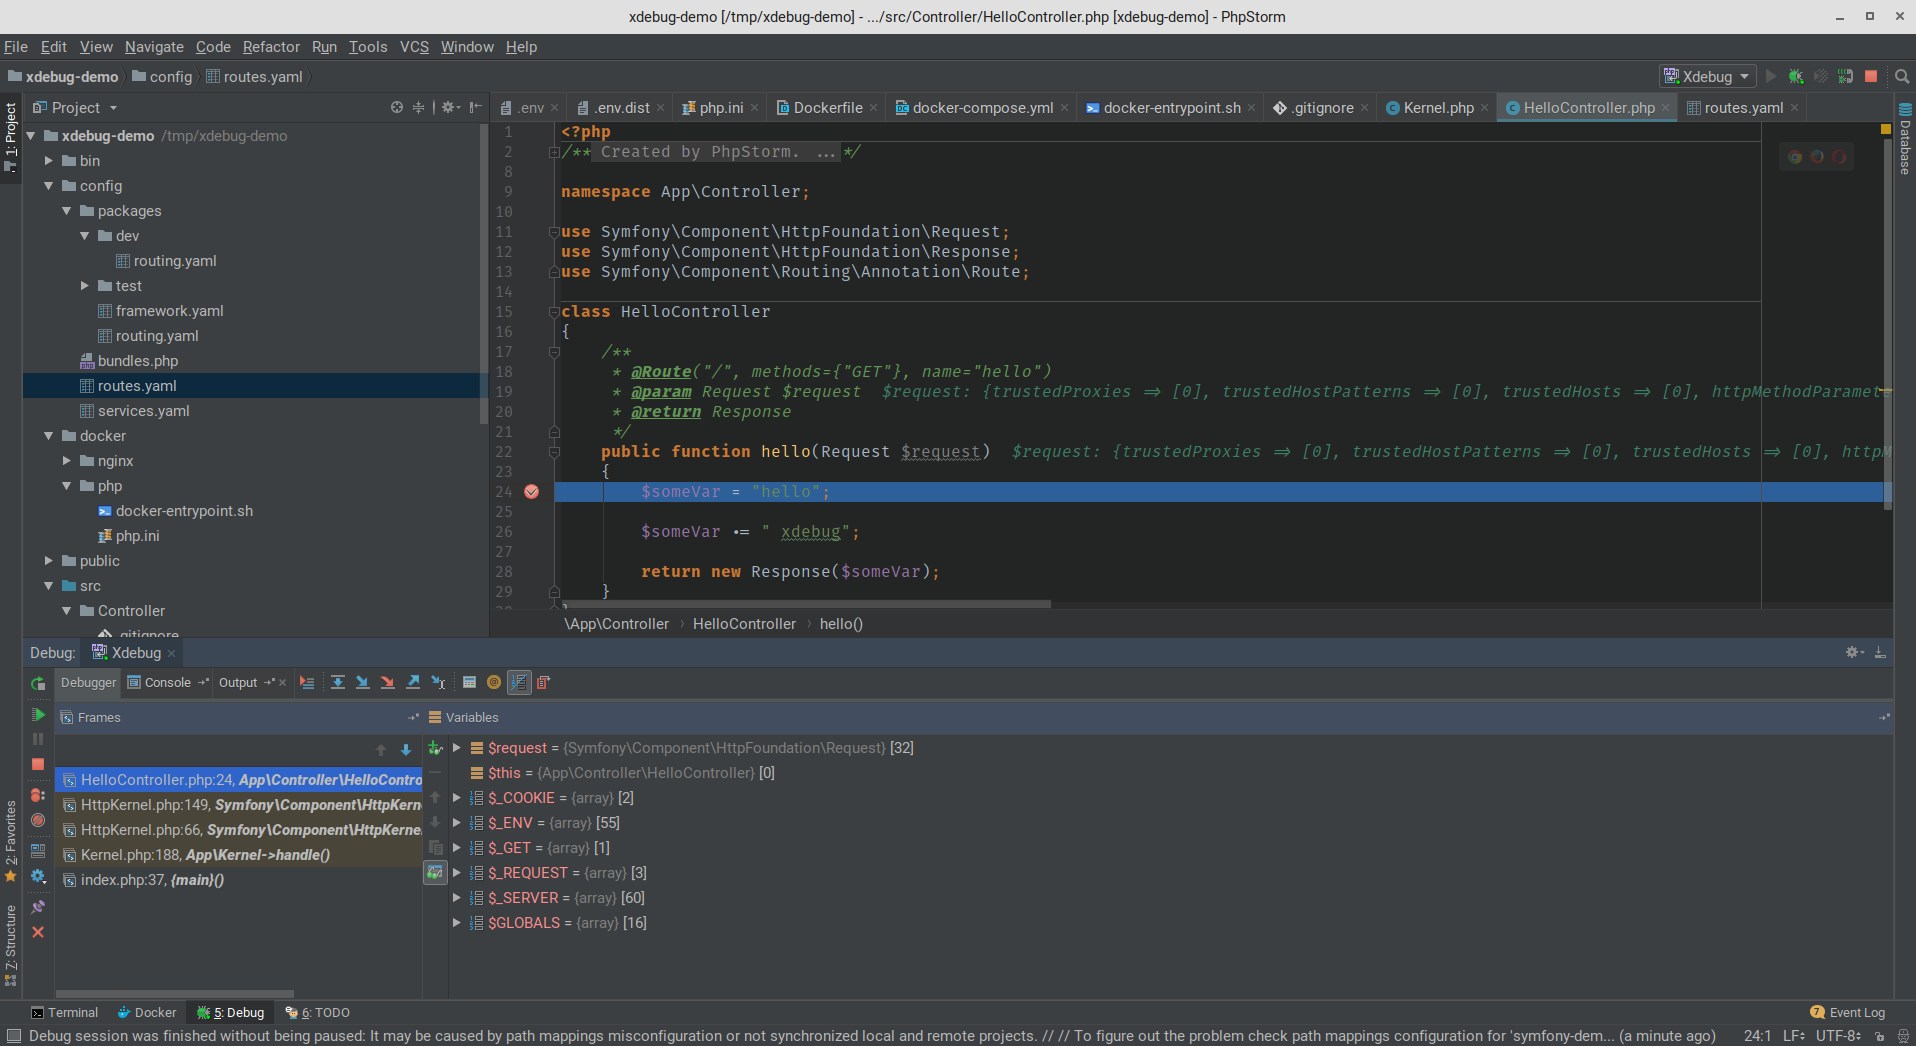 xdebug-demo [/tmp/xdebug-demo] - .../src/Controller/HelloController.php [xdebug-demo] - PhpStorm
File Edit View Navigate Code Refactor Run Tools VCS Window Help
xdebug-demo config routes.yaml Xdebug
1: Project
Project
.env .env.dist php.ini Dockerfile docker-compose.yml docker-entrypoint.sh .gitignore Kernel.php HelloController.php routes.yaml
Database
xdebug-demo /tmp/xdebug-demo
bin
config
packages
dev
routing.yaml
test
framework.yaml
routing.yaml
bundles.php
routes.yaml
services.yaml
docker
nginx
php
docker-entrypoint.sh
php.ini
public
src
Controller
.gitignore
1 <?php
2 /** Created by PhpStorm. ...*/
8
9 namespace App\Controller;
10
11 use Symfony\Component\HttpFoundation\Request;
12 use Symfony\Component\HttpFoundation\Response;
13 use Symfony\Component\Routing\Annotation\Route;
14
15 class HelloController
16 {
17 /**
18 * @Route("/", methods={"GET"}, name="hello")
19 * @param Request $request $request: {trustedProxies => [0], trustedHostPatterns => [0], trustedHosts => [0], httpMethodParamete
20 * @return Response
21 */
22 public function hello(Request $request) $request: {trustedProxies => [0], trustedHostPatterns => [0], trustedHosts => [0], httpM
23 {
24 $someVar = "hello";
25
26 $someVar .= " xdebug";
27
28 return new Response($someVar);
29 }
\App\Controller HelloController hello()
Debug: Xdebug
Debugger Console Output
Frames Variables
HelloController.php:24, App\Controller\HelloContro
HttpKernel.php:149, Symfony\Component\HttpKerne
HttpKernel.php:66, Symfony\Component\HttpKernel
Kernel.php:188, App\Kernel->handle()
index.php:37, {main}()
$request = {Symfony\Component\HttpFoundation\Request} [32]
$this = {App\Controller\HelloController} [0]
$_COOKIE = {array} [2]
$_ENV = {array} [55]
$_GET = {array} [1]
$_REQUEST = {array} [3]
$_SERVER = {array} [60]
$GLOBALS = {array} [16]
2: Favorites
7: Structure
Terminal Docker 5: Debug 6: TODO 7 Event Log
Debug session was finished without being paused: It may be caused by path mappings misconfiguration or not synchronized local and remote projects. // // To figure out the problem check path mappings configuration for 'symfony-dem... (a minute ago) 24:1 LF UTF-8